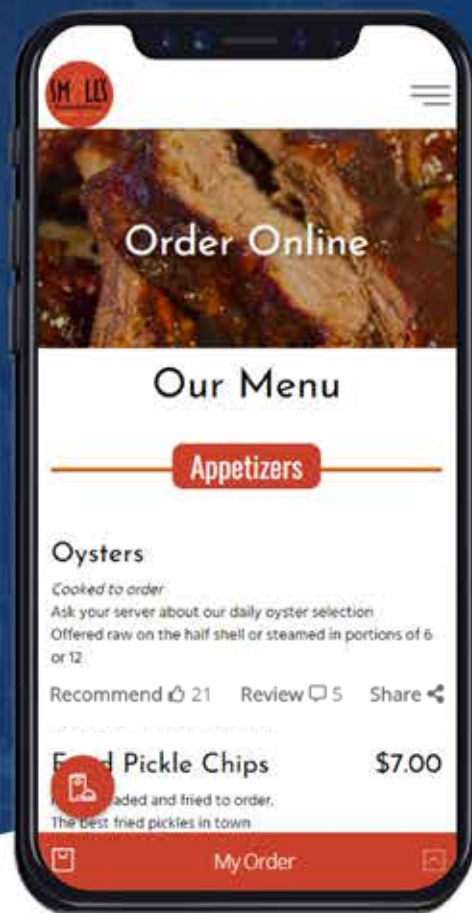 Order Online
Our Menu
Appetizers
Oysters
Cooked to order
Ask your server about our daily oyster selection
Offered raw on the half shell or steamed in portions of 6
or 12
Recommend 21 Review 5 Share
Pickle Chips $7.00
and fried to order.
The best fried pickles in town
My Order